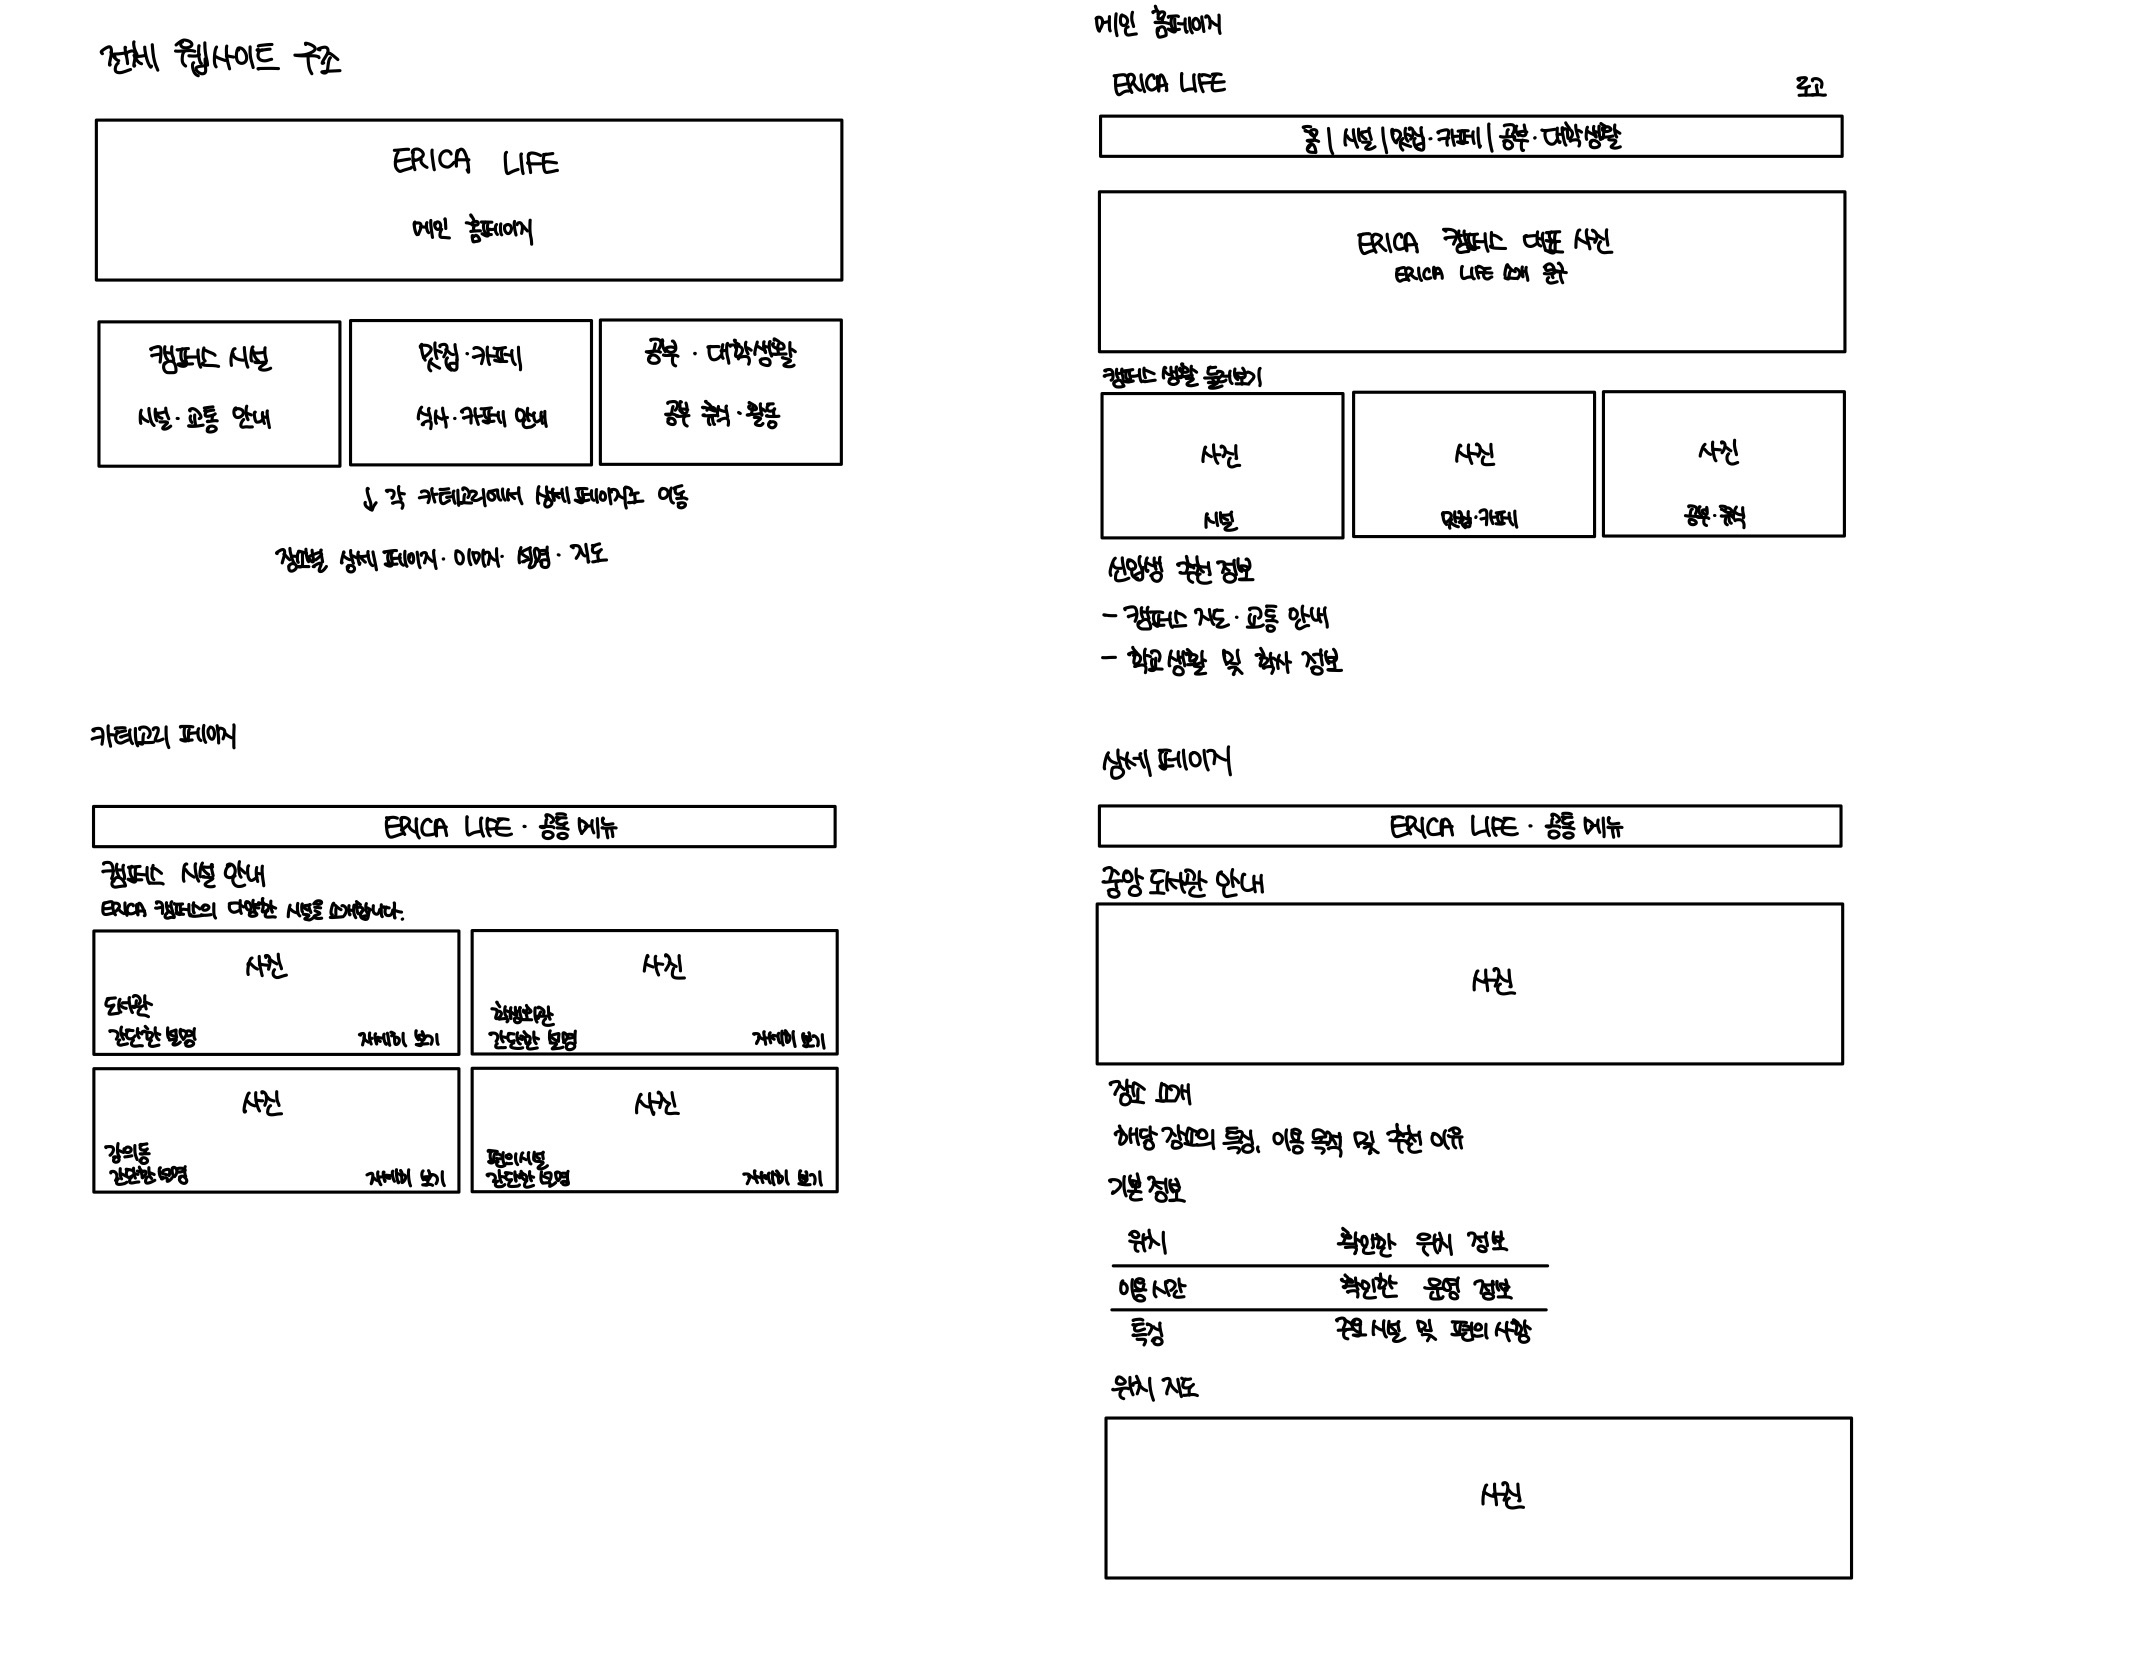 전체 웹사이트 구조
ERICA LIFE
메인 홈페이지
캠퍼스 시설
시설·교통 안내
맛집·카페
식사·카페 안내
공부·대학생활
공부 휴식·활동
↓ 각 카테고리에서 상세 페이지로 이동
장소별 상세 페이지·이미지·설명·지도
메인 홈페이지
ERICA LIFE
로고
홈|시설|맛집·카페|공부·대학생활
ERICA 캠퍼스 대표 사진
ERICA LIFE 소개 문구
캠퍼스 생활 둘러보기
사진
시설
사진
맛집·카페
사진
공부·휴식
신입생 추천 정보
- 캠퍼스 지도·교통 안내
- 학교생활 및 학사 정보
카테고리 페이지
ERICA LIFE·공통 메뉴
캠퍼스 시설 안내
ERICA 캠퍼스의 다양한 시설을 소개합니다.
사진
도서관
간단한 설명
자세히 보기
사진
학생회관
간단한 설명
자세히 보기
사진
강의동
간단한 설명
자세히 보기
사진
편의시설
간단한 설명
자세히 보기
상세 페이지
ERICA LIFE·공통 메뉴
중앙 도서관 안내
사진
장소 소개
해당 장소의 특징, 이용 목적 및 추천 이유
기본 정보
위치 확인한 위치 정보
이용시간 확인한 운영 정보
특징 주요시설 및 편의사항
위치 지도
사진